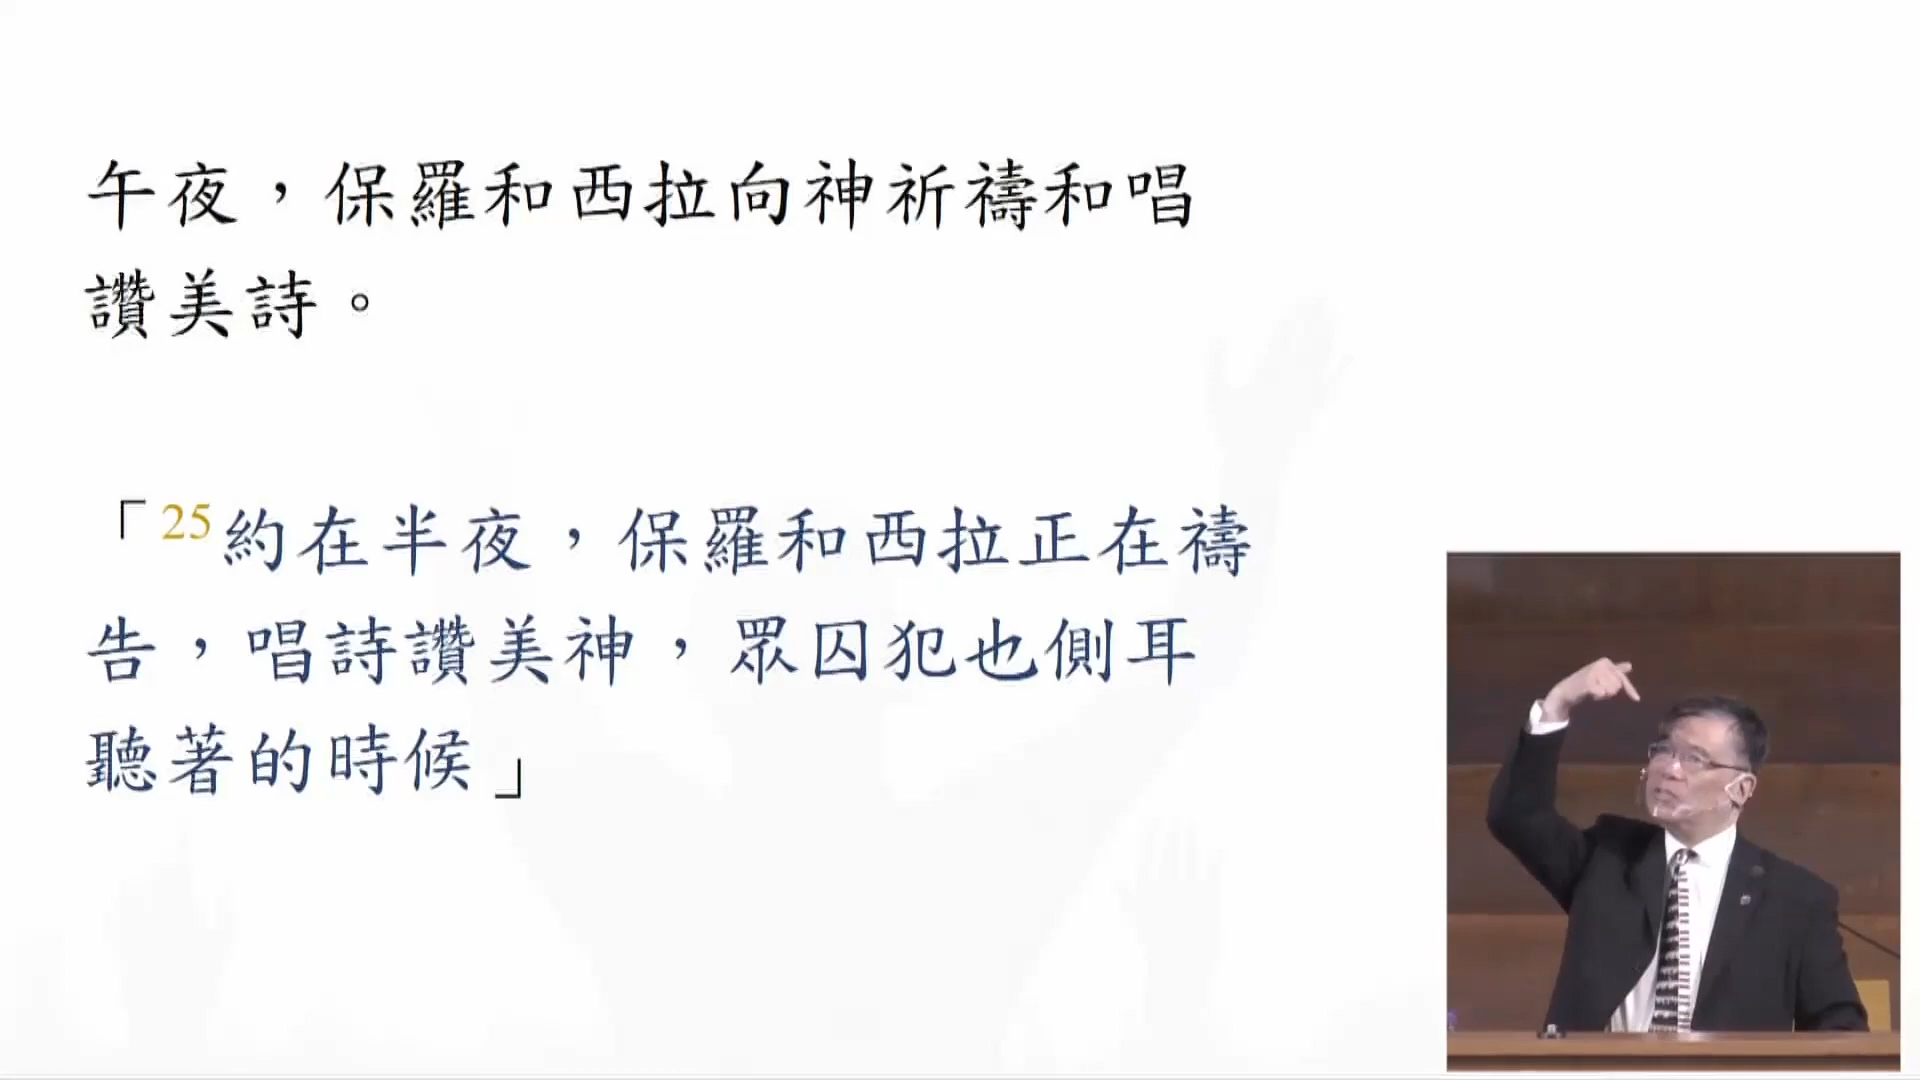 午夜，保羅和西拉向神祈禱和唱
讚美詩。
「25約在半夜，保羅和西拉正在禱
告，唱詩讚美神，眾囚犯也側耳
聽著的時候」